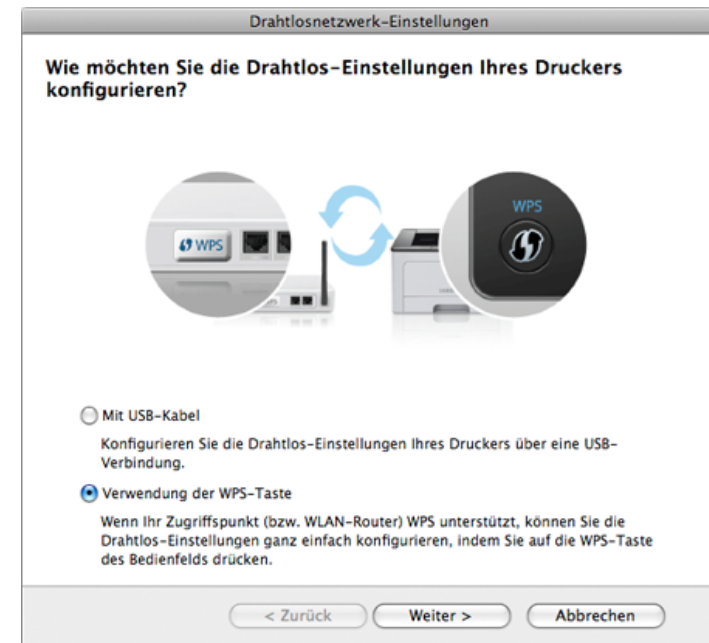 Drahtlosnetzwerk-Einstellungen
Wie möchten Sie die Drahtlos-Einstellungen Ihres Druckers
konfigurieren?
WPS
WPS
Mit USB-Kabel
Konfigurieren Sie die Drahtlos-Einstellungen Ihres Druckers über eine USB-
Verbindung.
Verwendung der WPS-Taste
Wenn Ihr Zugriffspunkt (bzw. WLAN-Router) WPS unterstützt, können Sie die
Drahtlos-Einstellungen ganz einfach konfigurieren, indem Sie auf die WPS-Taste
des Bedienfelds drücken.
< Zurück
Weiter >
Abbrechen